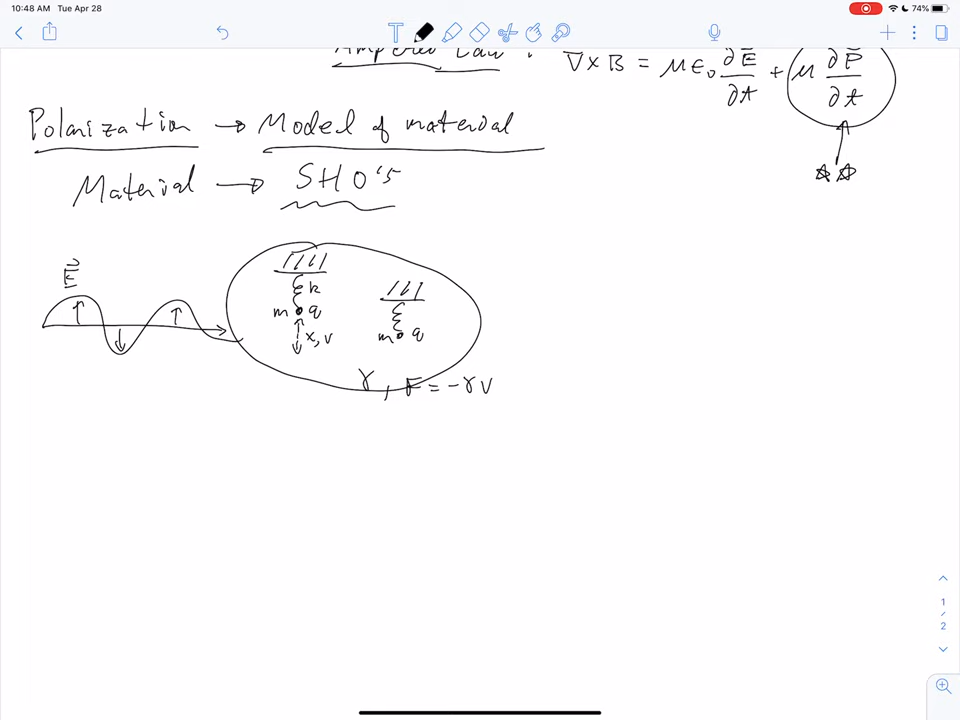 10:48 AM Tue Apr 28
74%
Ampere's Law : ∇×B = με₀ ∂E⃗/∂t + μ ∂P⃗/∂t
Polarization → Model of material
Material → SHO's
E⃗
k
m q
x, v
m q
γ, F = -γv
1
/
2